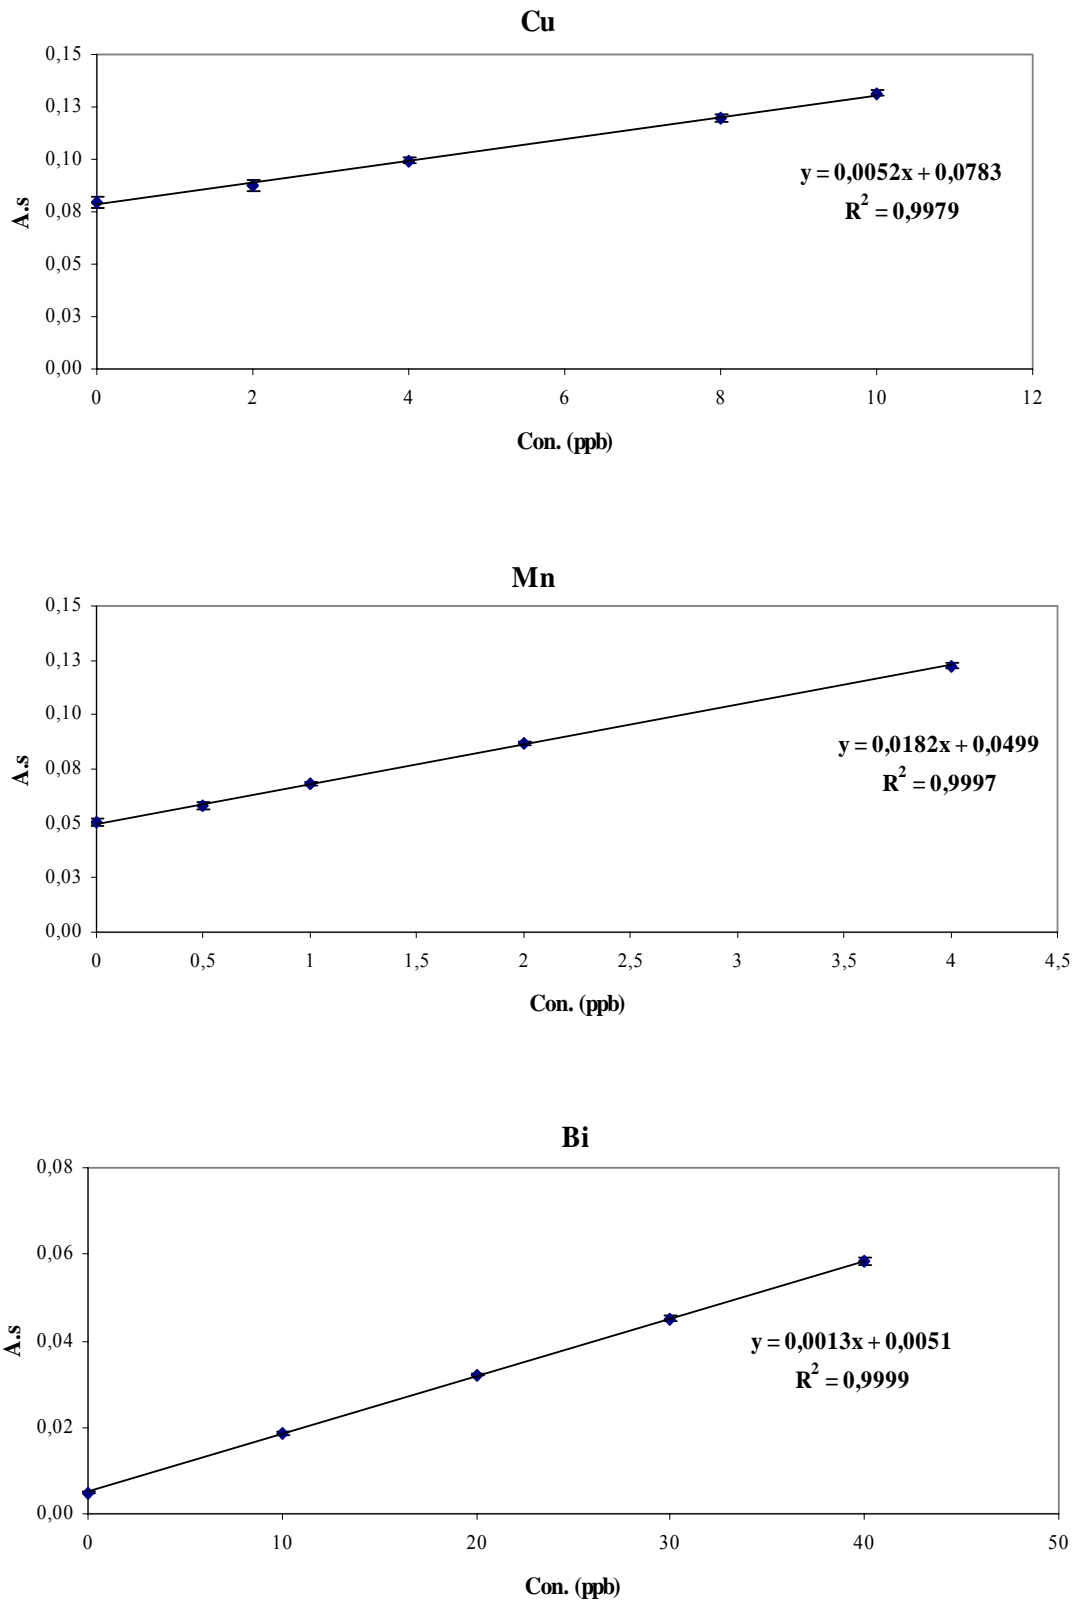 Cu
0,15
0,13
0,10
0,08
0,05
0,03
0,00
A.s
y = 0,0052x + 0,0783
R² = 0,9979
0 2 4 6 8 10 12
Con. (ppb)
Mn
0,15
0,13
0,10
0,08
0,05
0,03
0,00
A.s
y = 0,0182x + 0,0499
R² = 0,9997
0 0,5 1 1,5 2 2,5 3 3,5 4 4,5
Con. (ppb)
Bi
0,08
0,06
0,04
0,02
0,00
A.s
y = 0,0013x + 0,0051
R² = 0,9999
0 10 20 30 40 50
Con. (ppb)